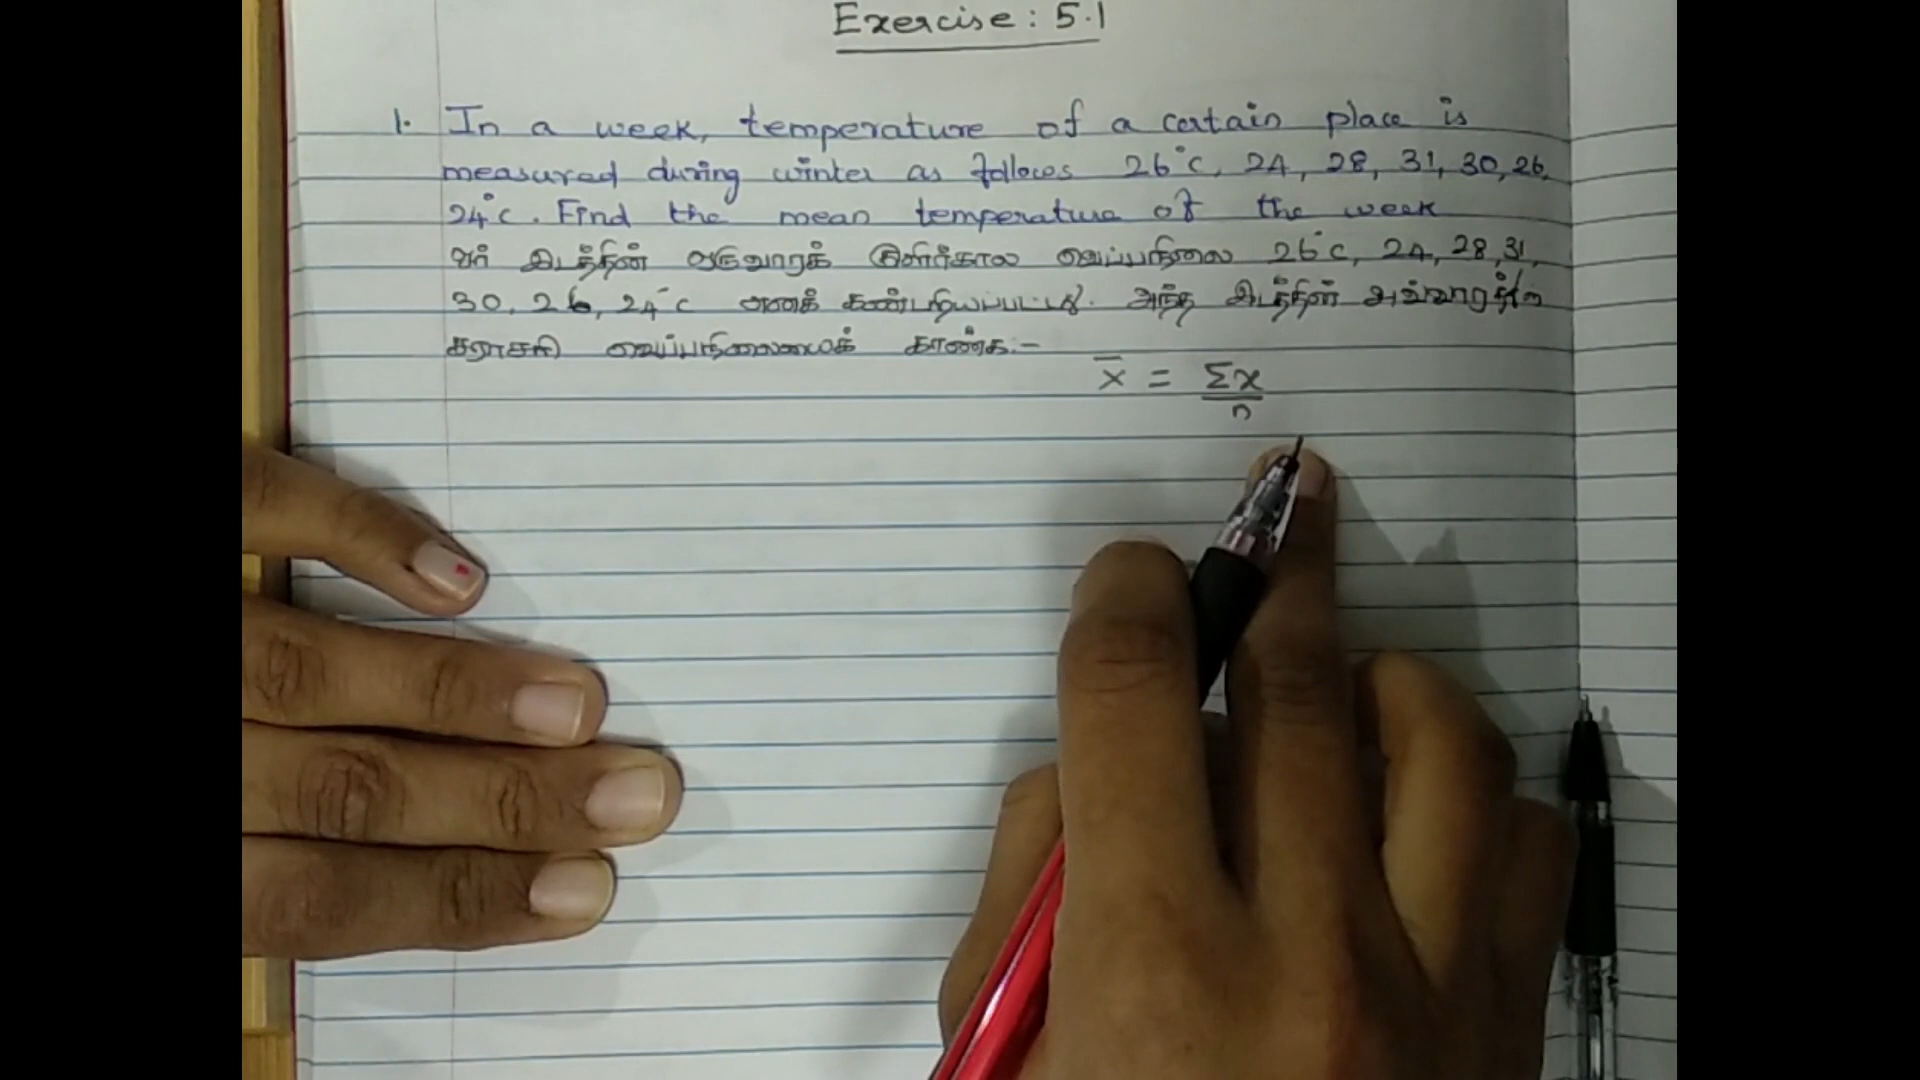 Exercise : 5.1
1. In a week, temperature of a certain place is
measured during winter as follows 26°C, 24, 28, 31, 30, 26,
24°C. Find the mean temperature of the week
ஓர் இடத்தின் ஒருவாரக் குளிர்கால வெப்பநிலை 26°C, 24, 28, 31,
30, 26, 24°C எனக் கண்டறியப்பட்டது. அந்த இடத்தின் அவ்வாரத்தின்
சராசரி வெப்பநிலையைக் காண்க:-
x̄ = Σx/n